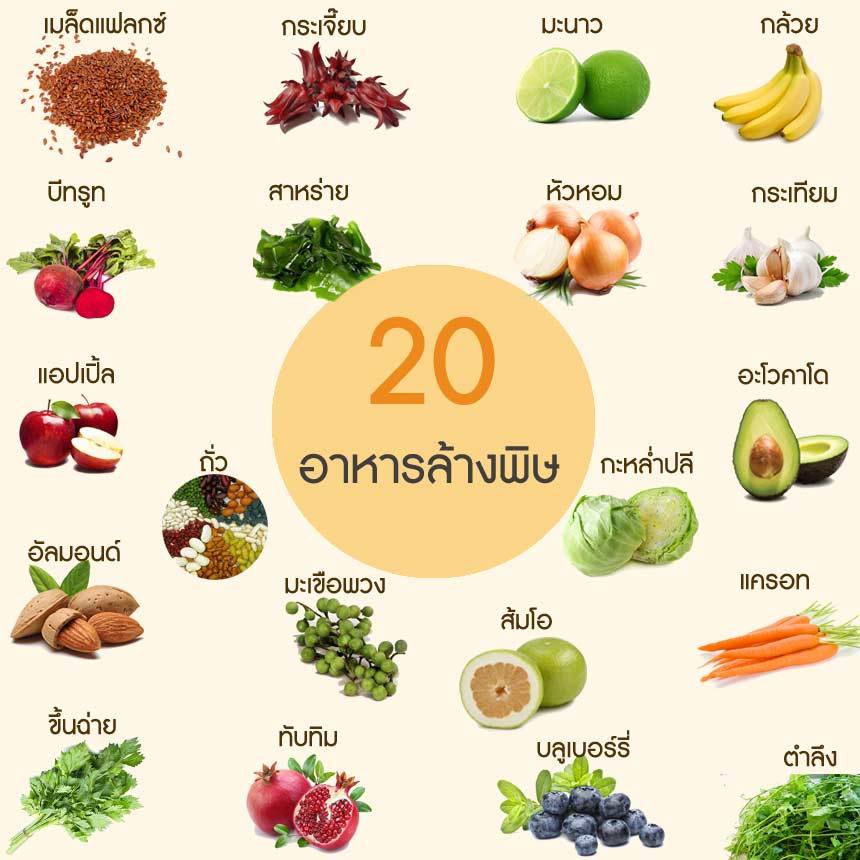 เมล็ดแฟลกซ์
กระเจี๊ยบ
มะนาว
กล้วย
บีทรูท
สาหร่าย
หัวหอม
กระเทียม
20
อาหารล้างพิษ
แอปเปิ้ล
อะโวคาโด
ถั่ว
กะหล่ำปลี
อัลมอนด์
มะเขือพวง
ส้มโอ
แครอท
ขึ้นฉ่าย
ทับทิม
บลูเบอร์รี่
ตำลึง